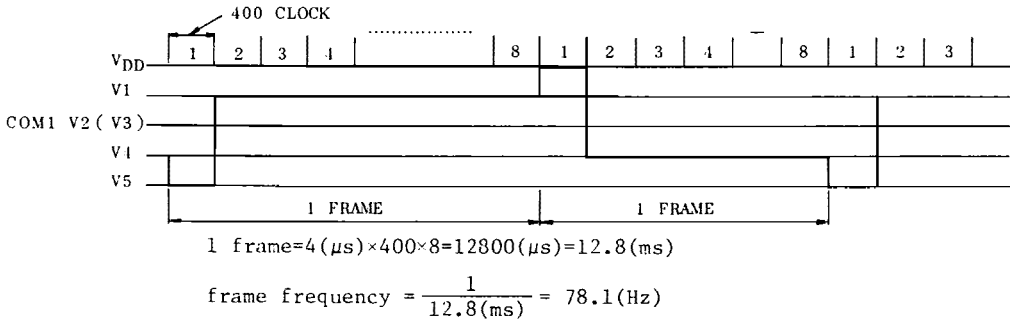 400 CLOCK
1 2 3 4 8 1 2 3 4 8 1 2 3
VDD
V1
COM1 V2(V3)
V4
V5
1 FRAME 1 FRAME
1 frame=4(μs)×400×8=12800(μs)=12.8(ms)
frame frequency = 1/12.8(ms) = 78.1(Hz)